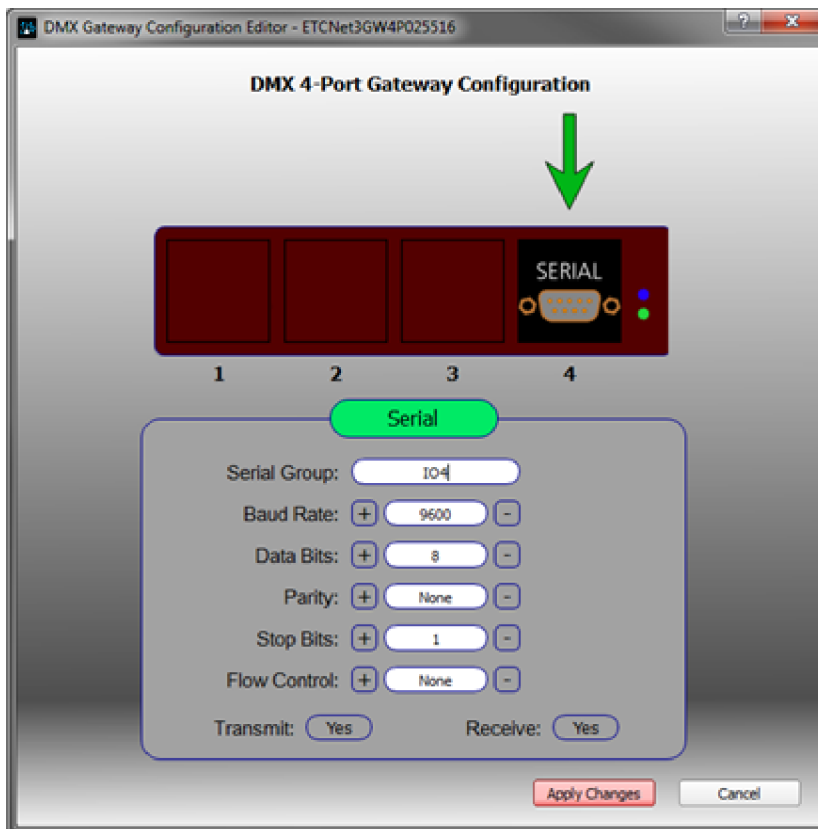 DMX Gateway Configuration Editor - ETCNet3GW4P025516
? x
DMX 4-Port Gateway Configuration
SERIAL
1 2 3 4
Serial
Serial Group: IO4
Baud Rate: + 9600 -
Data Bits: + 8 -
Parity: + None -
Stop Bits: + 1 -
Flow Control: + None -
Transmit: Yes Receive: Yes
Apply Changes Cancel